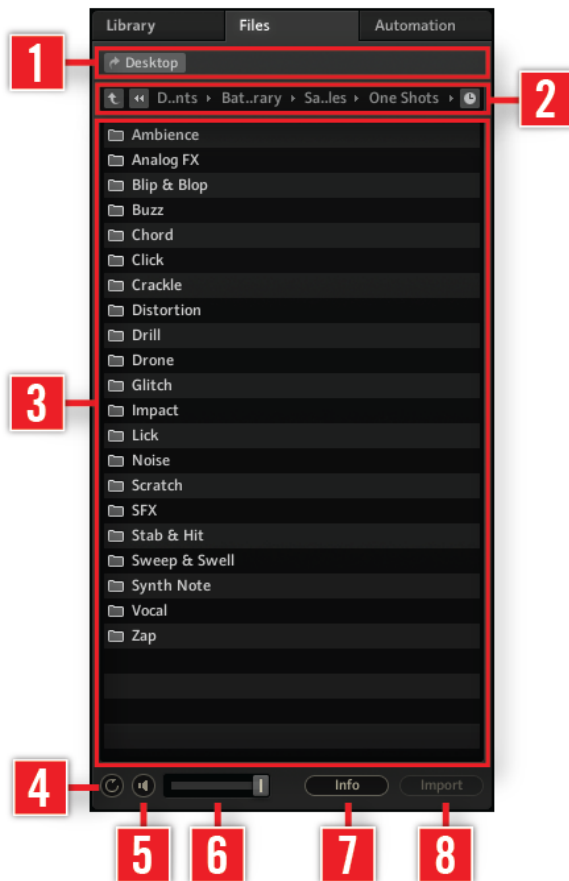 Library Files Automation
1
Desktop
D..nts Bat..rary Sa..les One Shots
2
Ambience
Analog FX
Blip & Blop
Buzz
Chord
Click
Crackle
Distortion
Drill
Drone
Glitch
3
Impact
Lick
Noise
Scratch
SFX
Stab & Hit
Sweep & Swell
Synth Note
Vocal
Zap
4
Info Import
5 6 7 8